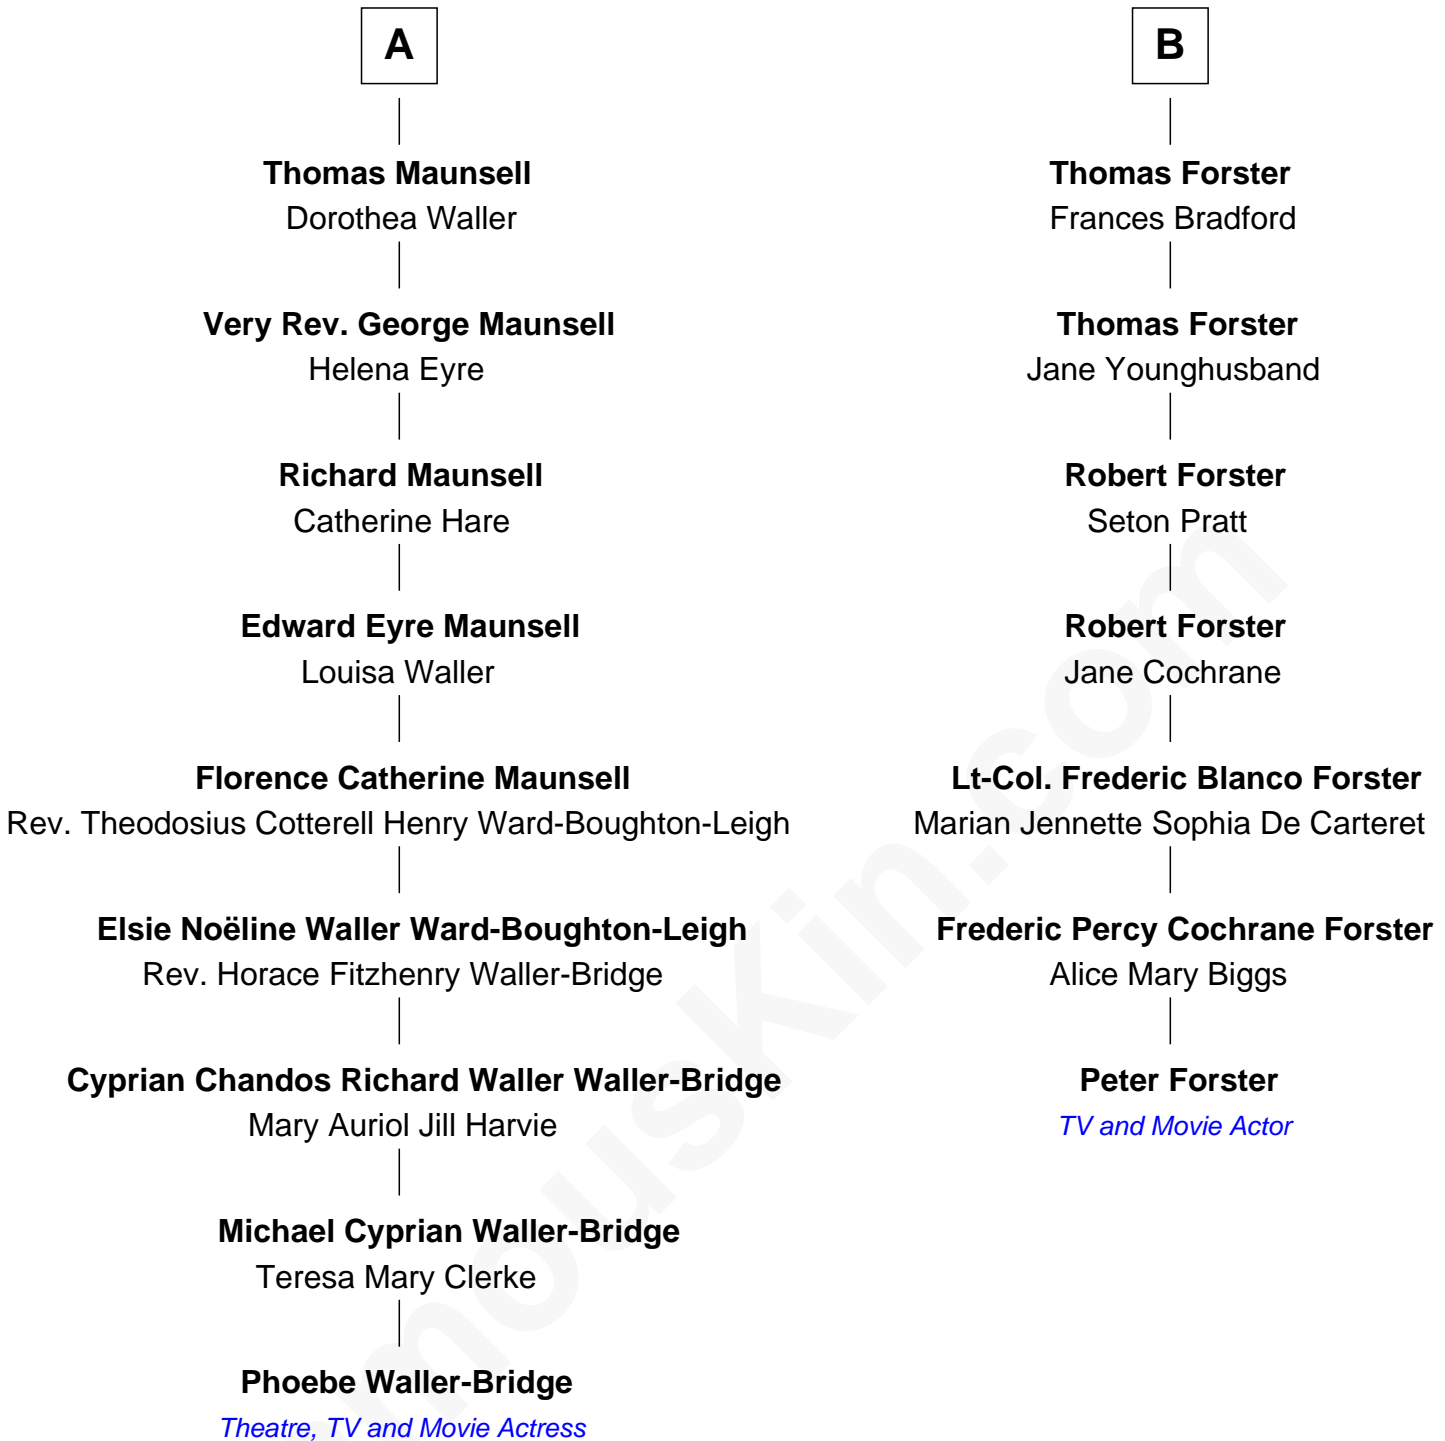 A
Thomas Maunsell
Dorothea Waller
Very Rev. George Maunsell
Helena Eyre
Richard Maunsell
Catherine Hare
Edward Eyre Maunsell
Louisa Waller
Florence Catherine Maunsell
Rev. Theodosius Cotterell Henry Ward-Boughton-Leigh
Elsie Noëline Waller Ward-Boughton-Leigh
Rev. Horace Fitzhenry Waller-Bridge
Cyprian Chandos Richard Waller Waller-Bridge
Mary Auriol Jill Harvie
Michael Cyprian Waller-Bridge
Teresa Mary Clerke
Phoebe Waller-Bridge
Theatre, TV and Movie Actress
B
Thomas Forster
Frances Bradford
Thomas Forster
Jane Younghusband
Robert Forster
Seton Pratt
Robert Forster
Jane Cochrane
Lt-Col. Frederic Blanco Forster
Marian Jennette Sophia De Carteret
Frederic Percy Cochrane Forster
Alice Mary Biggs
Peter Forster
TV and Movie Actor
mousKin.com